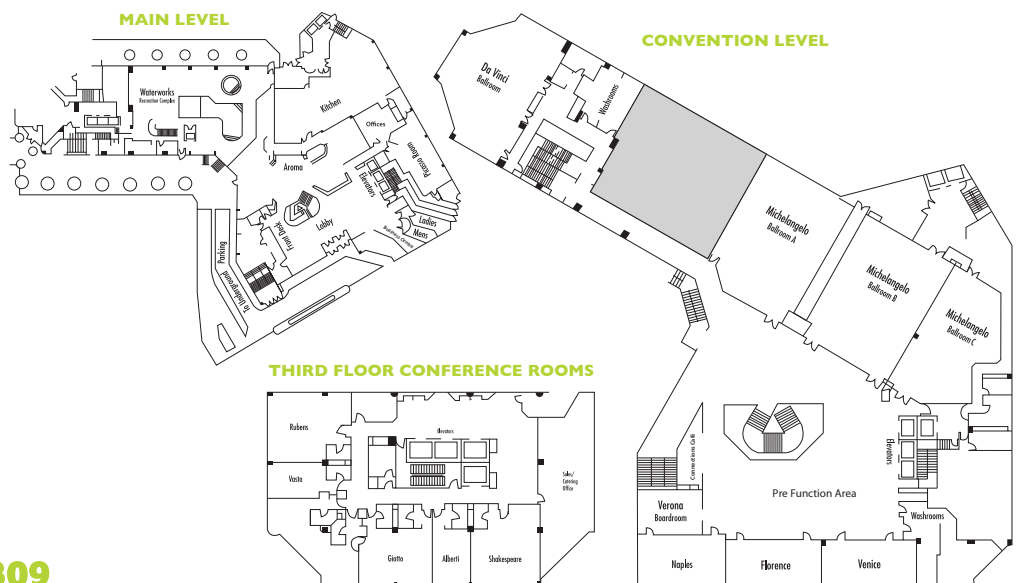 MAIN LEVEL
CONVENTION LEVEL
Waterworks
Recreation Complex
Kitchen
Offices
Picasso Room
Aroma
Elevators
Lobby
Front Desk
Ladies
Mens
Business Centre
Parking
To Underground
Da Vinci
Ballroom
Washrooms
Michelangelo
Ballroom A
Michelangelo
Ballroom B
Michelangelo
Ballroom C
Connections Café
Elevators
Pre Function Area
Verona
Boardroom
Washrooms
Naples
Florence
Venice
THIRD FLOOR CONFERENCE ROOMS
Rubens
Elevators
Vasto
Sales/
Catering
Office
Giotto
Alberti
Shakespeare
309